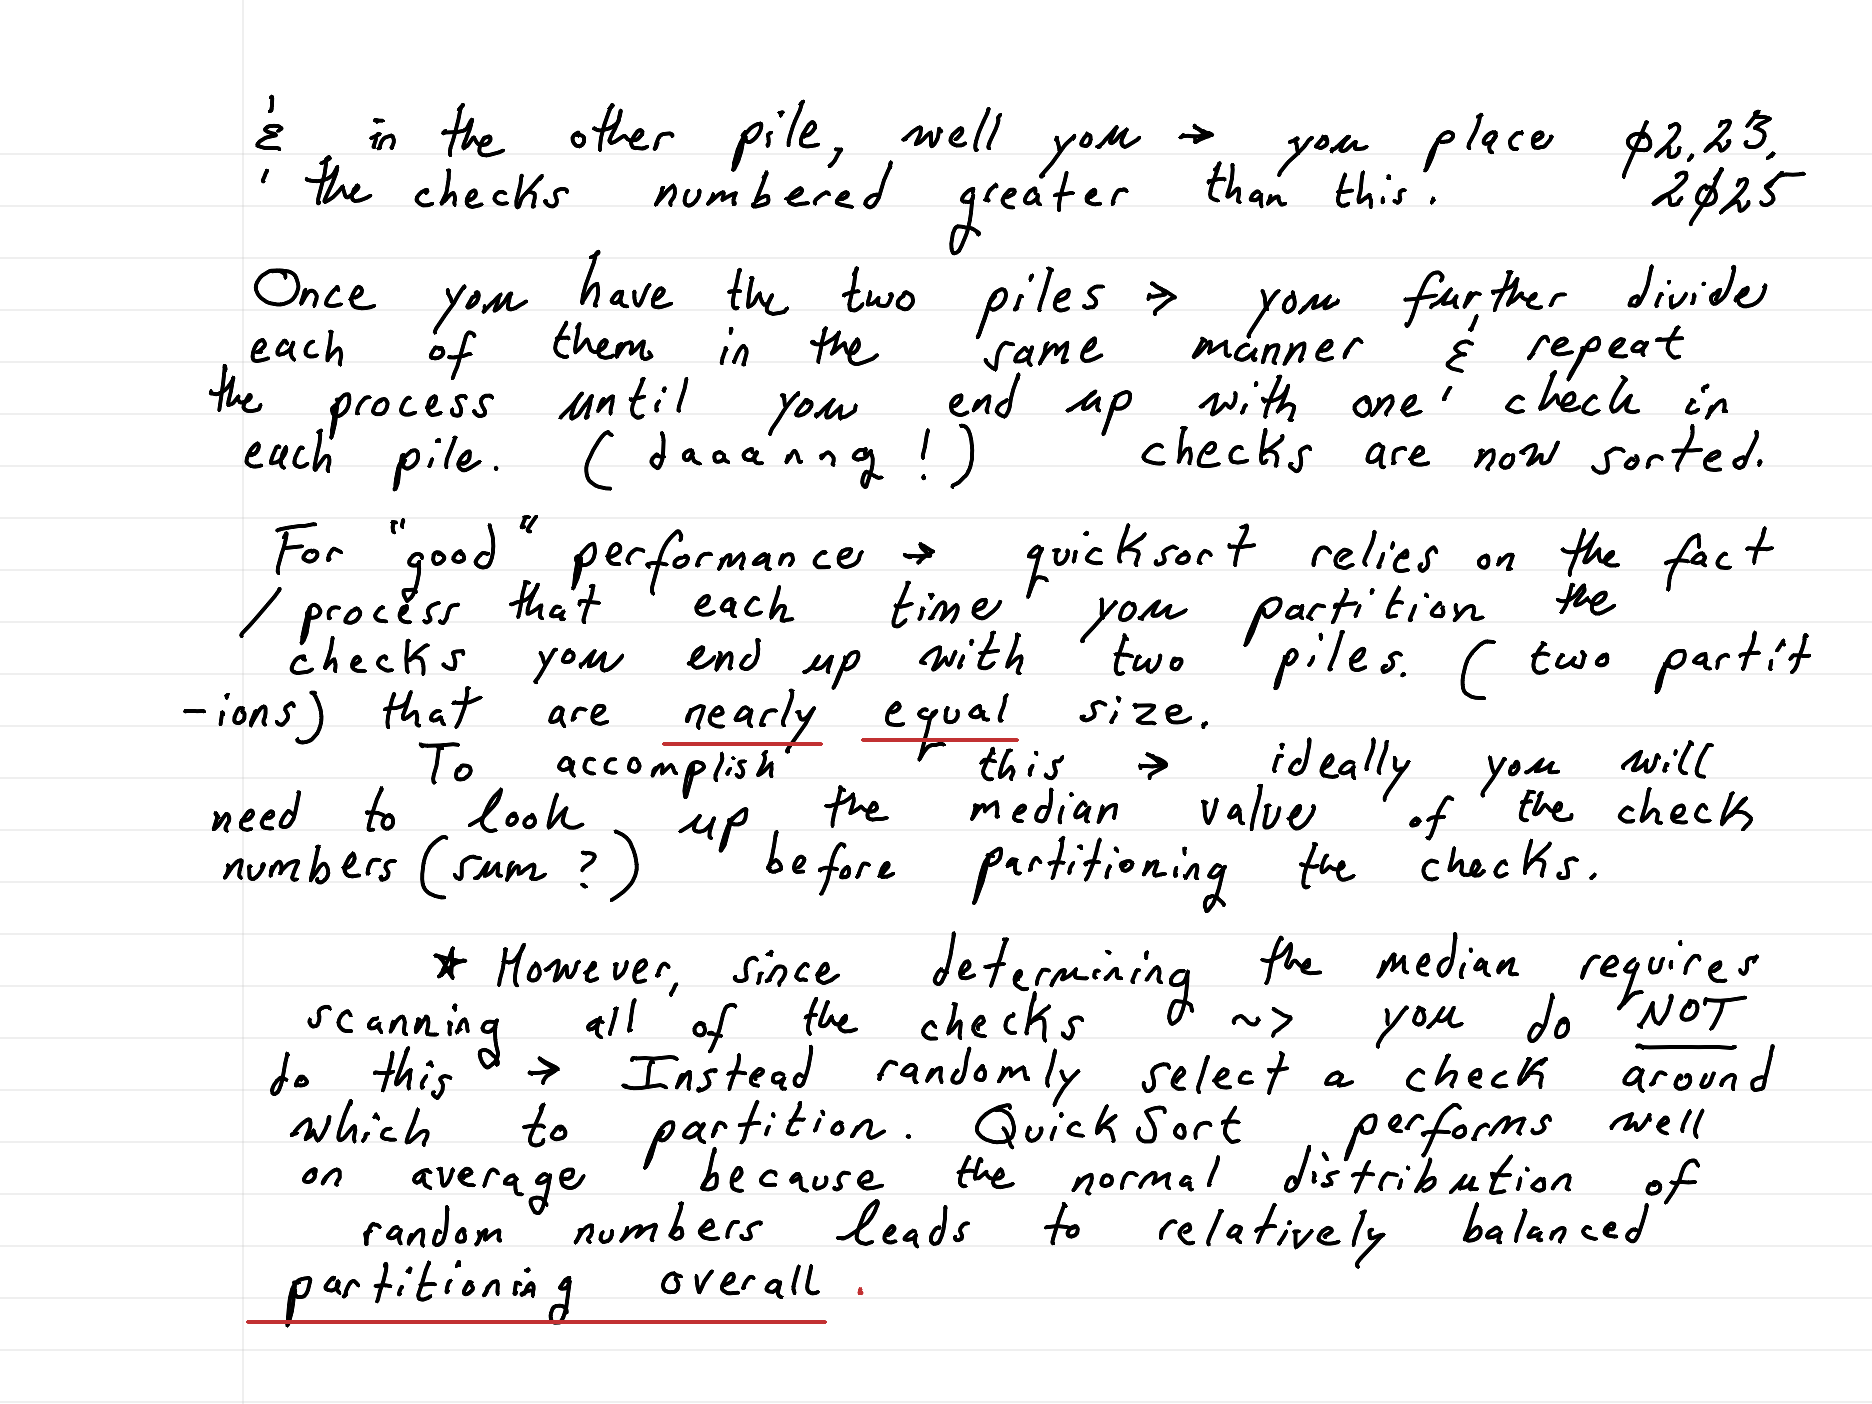 & in the other pile, well you → you place 02.23.
the checks numbered greater than this. 2025
Once you have the two piles → you further divide
each of them in the same manner & repeat
the process until you end up with one check in
each pile. (daaanng!) checks are now sorted.
For "good" performance → quicksort relies on the fact
/process that each time you partition the
checks you end up with two piles. (two partit
-ions) that are nearly equal size.
To accomplish this → ideally you will
need to look up the median value of the check
numbers (sum?) before partitioning the checks.
★ However, since determining the median requires
scanning all of the checks ~> you do NOT
do this → Instead randomly select a check around
which to partition. QuickSort performs well
on average because the normal distribution of
random numbers leads to relatively balanced
partitioning overall.